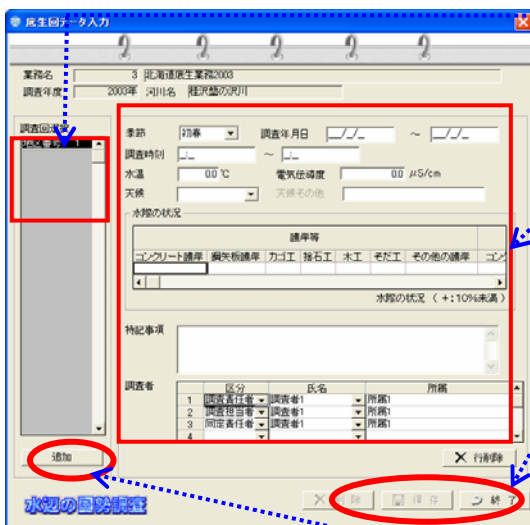 底生回データ入力
業務名 3 北海道底生業務2003
調査年度 2003年 河川名 桂沢盤の沢川
調査回選択
季節 初春 調査年月日 _/_/_ ~ _/_/_
調査時刻 _:_ ~ _:_
水温 0.0 ℃ 電気伝導度 0.0 μS/cm
天候 天候その他
水際の状況
護岸等
コンクリート護岸 鋼矢板護岸 カゴ工 捨石工 木工 そだ工 その他の護岸 コンク
水際の状況 ( +:10%未満 )
特記事項
調査者
区分 氏名 所属
1 調査責任者 調査者1 所属1
2 調査担当者 調査者1 所属1
3 同定責任者 調査者1 所属1
4
追加 行削除
水辺の国勢調査 削除 保存 終了